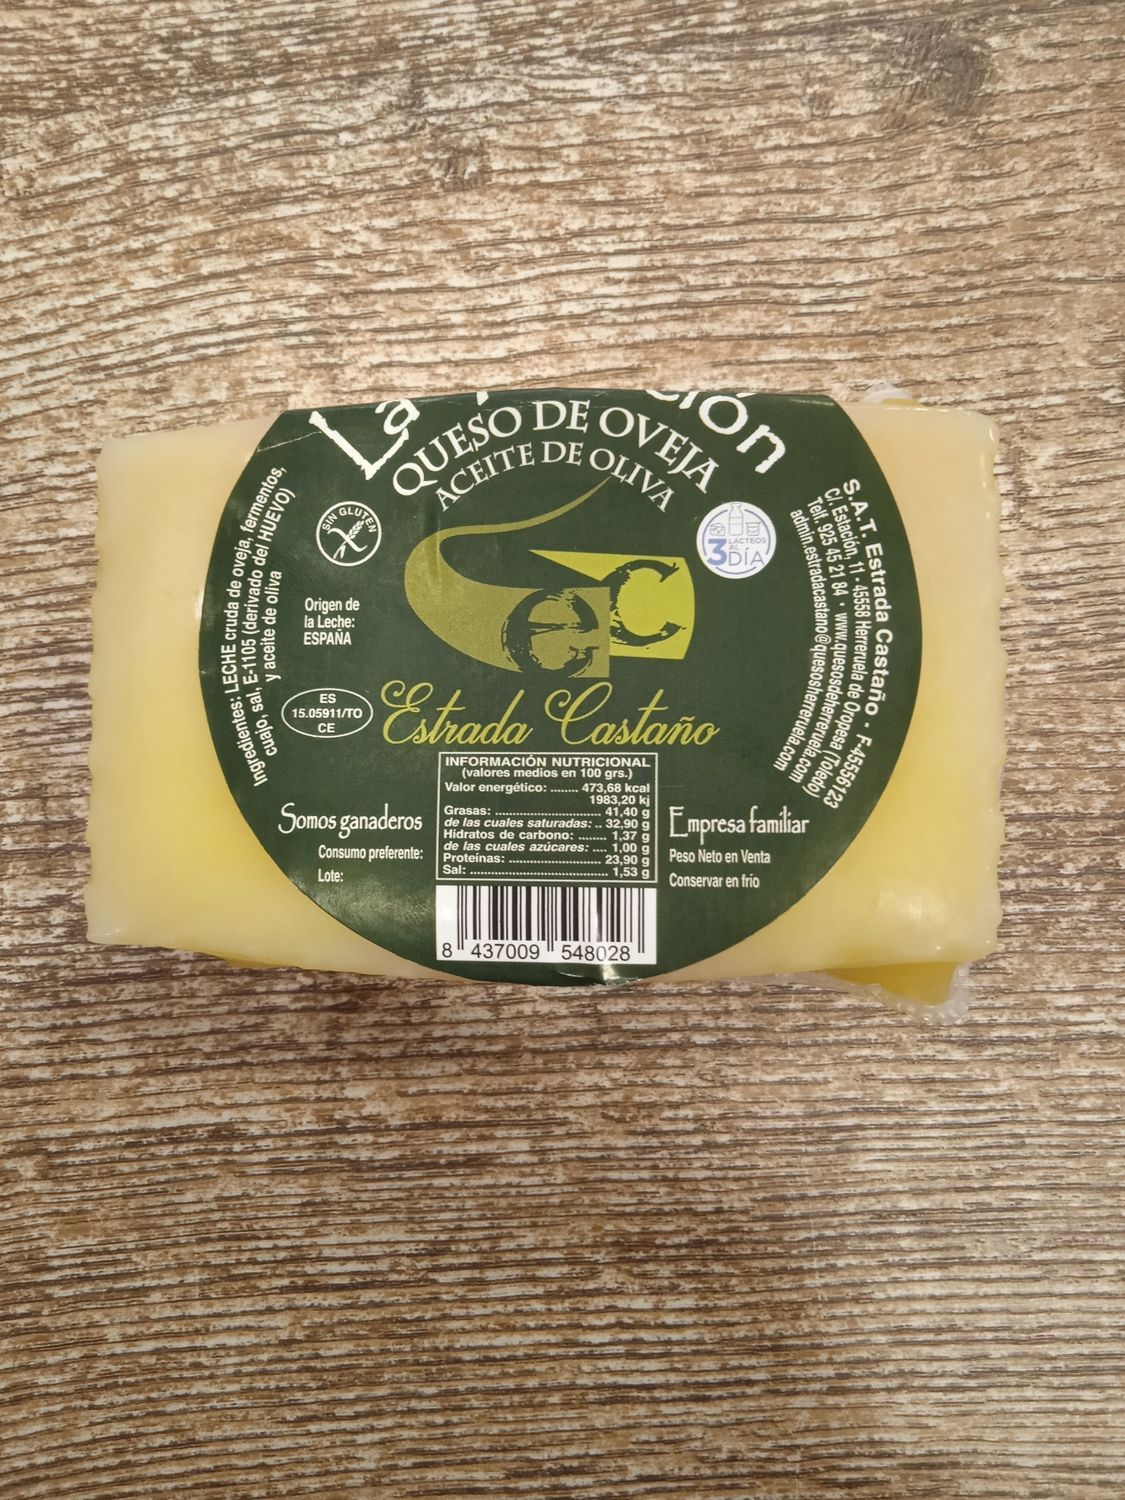 La
ión
QUESO DE OVEJA
ACEITE DE OLIVA
SIN GLUTEN
3 LÁCTEOS
AL
DÍA
Ingredientes: LECHE cruda de oveja, fermentos,
cuajo, sal, E-1105 (derivado del HUEVO)
y aceite de oliva
Origen de
la Leche:
ESPAÑA
ES
15.05911/TO
CE
ec
Estrada Castaño
S.A.T. Estrada Castaño - F-45556123
C/. Estación, 11 - 45558 Herreruela de Oropesa (Toledo)
Telf. 925 45 21 84 • www.quesosdeherreruela.com
admin.estradacastano@quesosherreruela.com
INFORMACIÓN NUTRICIONAL
(valores medios en 100 grs.)
Valor energético: ........ 473,68 kcal
1983,20 kj
Grasas: ............................ 41,40 g
de las cuales saturadas: .. 32,90 g
Hidratos de carbono: ........ 1,37 g
de las cuales azúcares: .... 1,00 g
Proteínas: ........................ 23,90 g
Sal: ................................... 1,53 g
Somos ganaderos
Empresa familiar
Consumo preferente:
Lote:
Peso Neto en Venta
Conservar en frío
8 437009 548028